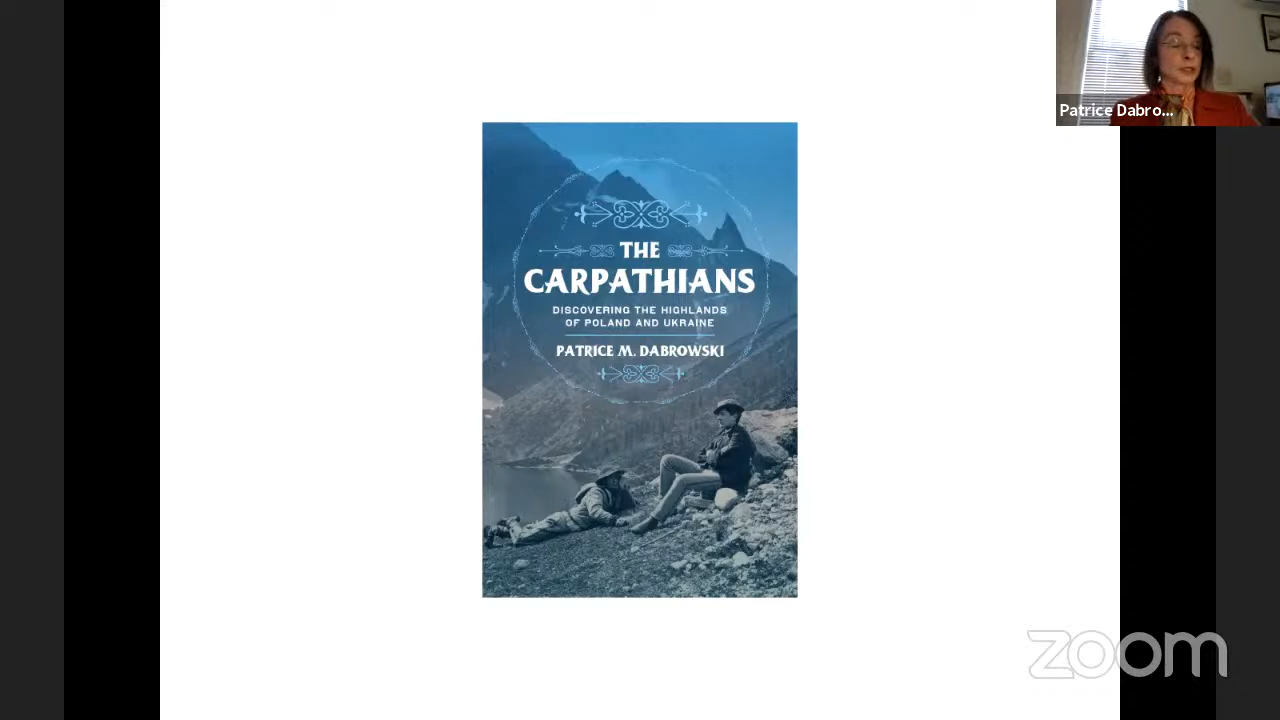 Patrice Dabro...
THE
CARPATHIANS
DISCOVERING THE HIGHLANDS
OF POLAND AND UKRAINE
PATRICE M. DABROWSKI
zoom